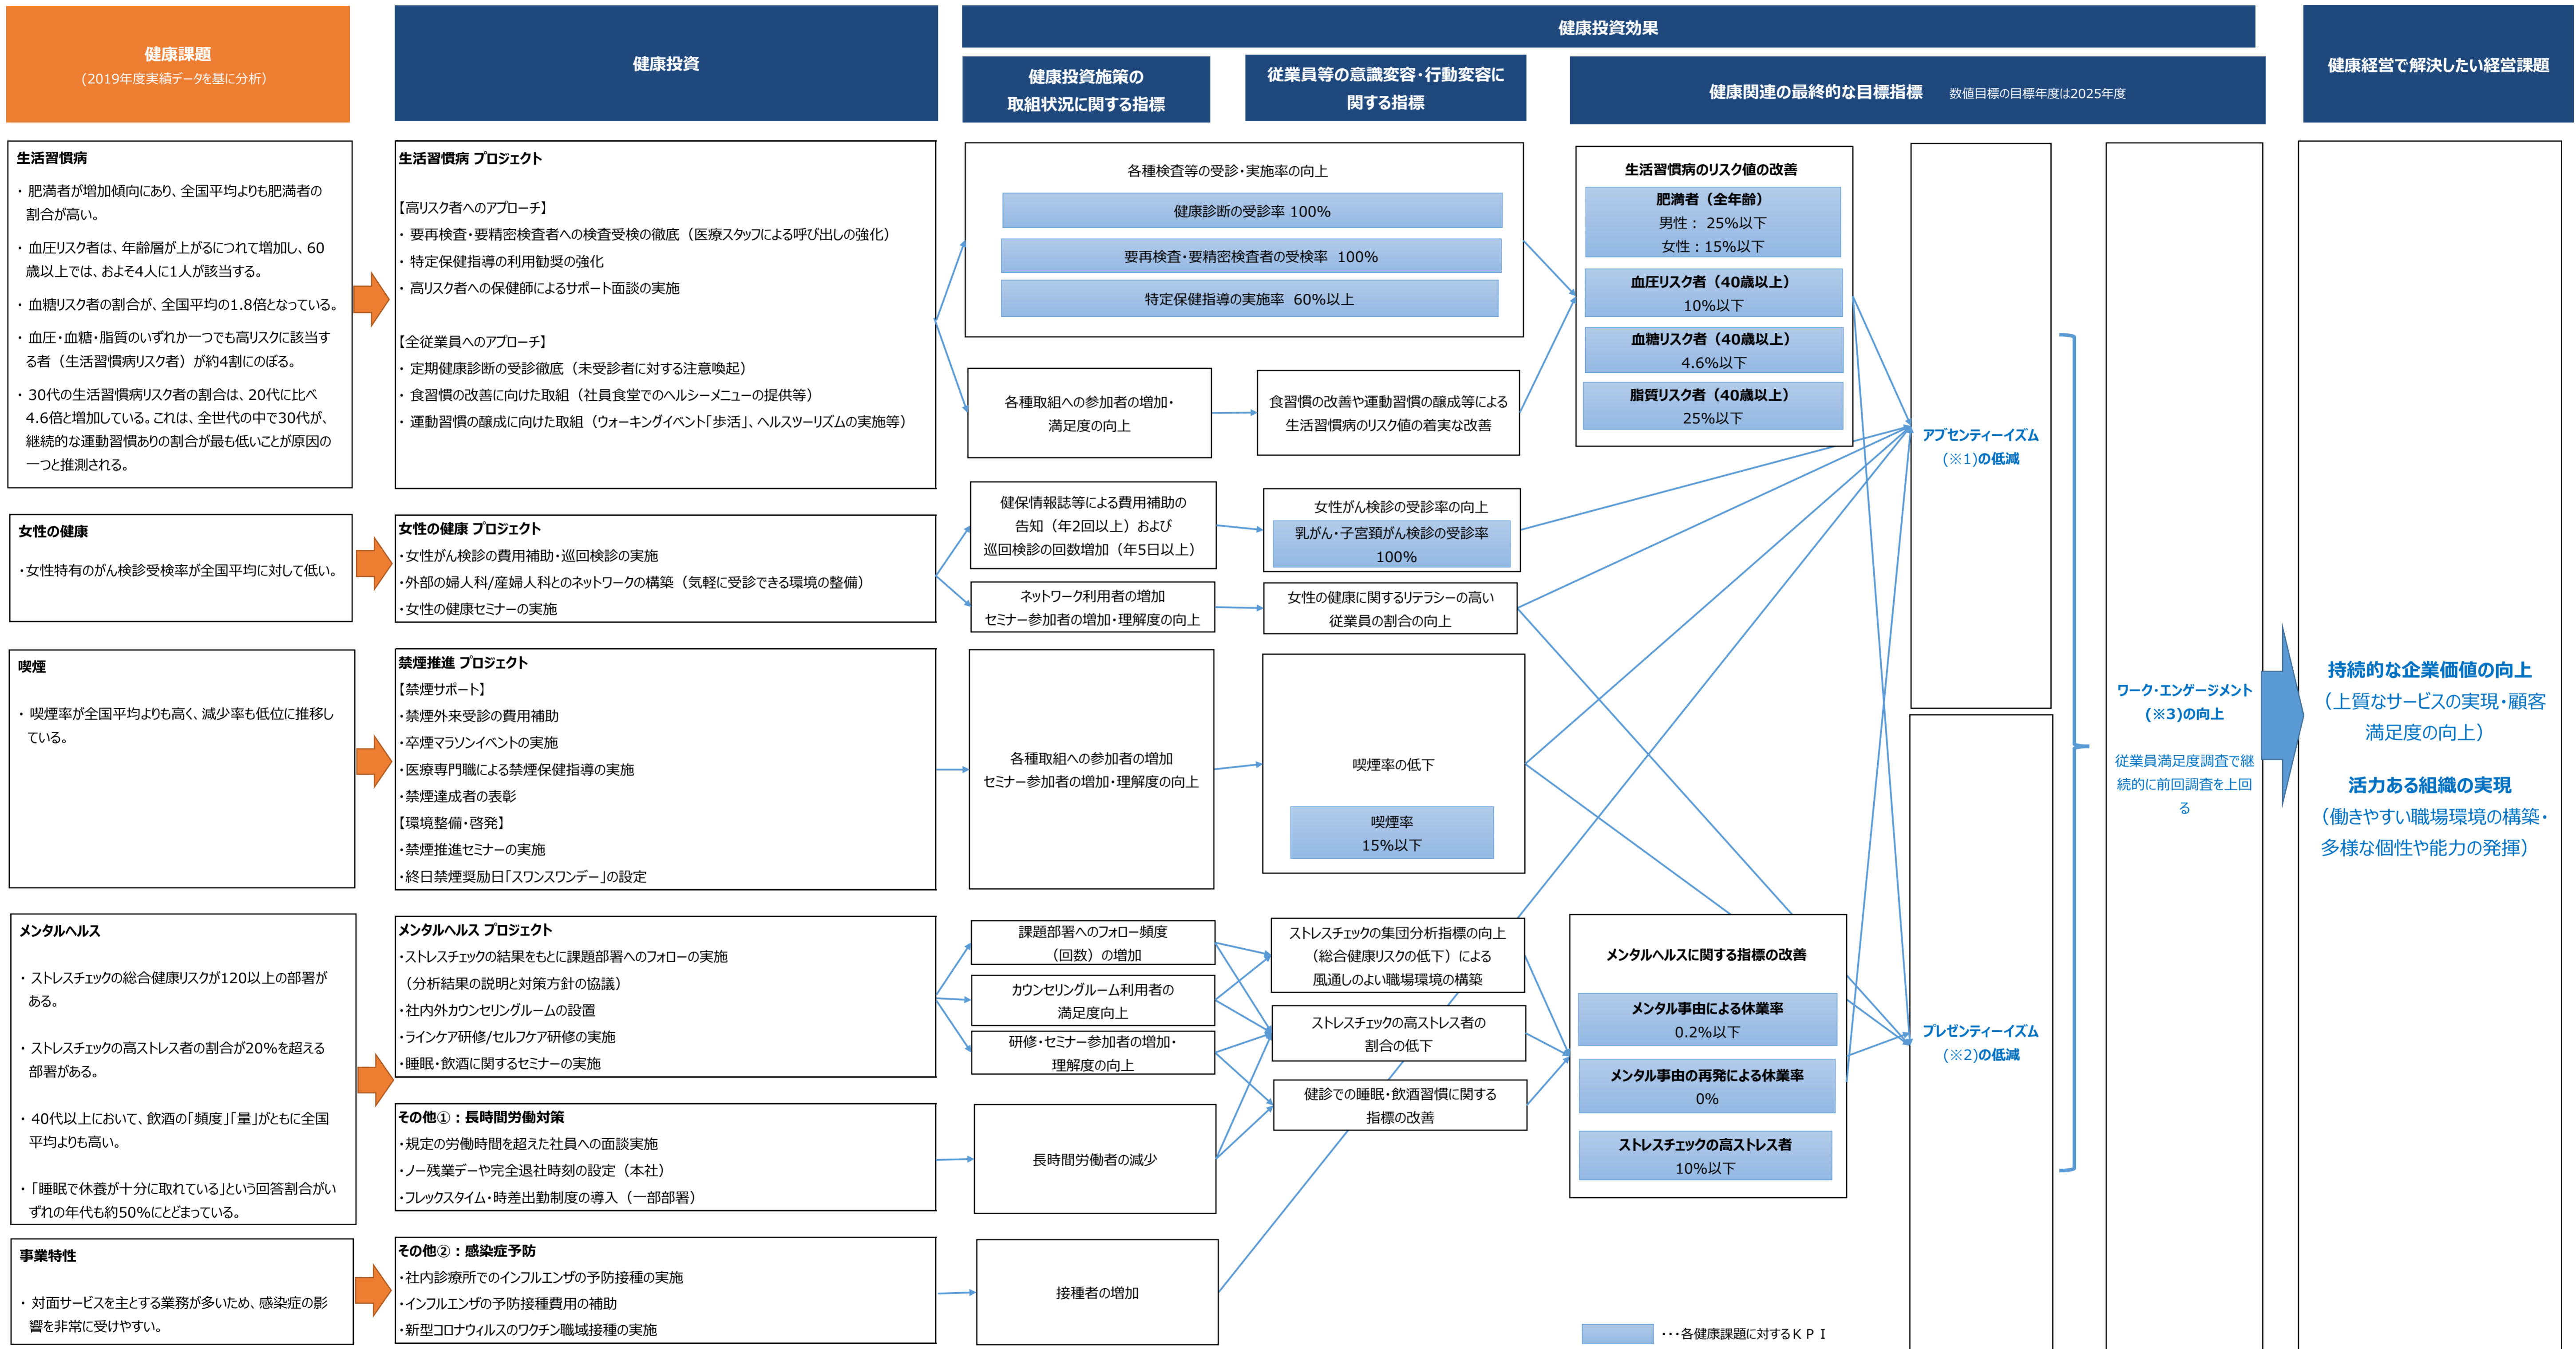 健康課題
(2019年度実績データを基に分析)
健康投資
健康投資効果
健康投資施策の
取組状況に関する指標
従業員等の意識変容・行動変容に
関する指標
健康関連の最終的な目標指標 数値目標の目標年度は2025年度
健康経営で解決したい経営課題
生活習慣病
・ 肥満者が増加傾向にあり、全国平均よりも肥満者の
割合が高い。
・ 血圧リスク者は、年齢層が上がるにつれて増加し、60
歳以上では、およそ4人に1人が該当する。
・ 血糖リスク者の割合が、全国平均の1.8倍となっている。
・ 血圧・血糖・脂質のいずれか一つでも高リスクに該当す
る者（生活習慣病リスク者）が約4割にのぼる。
・ 30代の生活習慣病リスク者の割合は、20代に比べ
4.6倍と増加している。これは、全世代の中で30代が、
継続的な運動習慣ありの割合が最も低いことが原因の
一つと推測される。
生活習慣病 プロジェクト
【高リスク者へのアプローチ】
・ 要再検査・要精密検査者への検査受検の徹底（医療スタッフによる呼び出しの強化）
・ 特定保健指導の利用勧奨の強化
・ 高リスク者への保健師によるサポート面談の実施
【全従業員へのアプローチ】
・ 定期健康診断の受診徹底（未受診者に対する注意喚起）
・ 食習慣の改善に向けた取組（社員食堂でのヘルシーメニューの提供等）
・ 運動習慣の醸成に向けた取組（ウォーキングイベント「歩活」、ヘルスツーリズムの実施等）
各種検査等の受診・実施率の向上
健康診断の受診率 100%
要再検査・要精密検査者の受検率 100%
特定保健指導の実施率 60%以上
各種取組への参加者の増加・
満足度の向上
食習慣の改善や運動習慣の醸成等による
生活習慣病のリスク値の着実な改善
生活習慣病のリスク値の改善
肥満者（全年齢）
男性： 25%以下
女性：15%以下
血圧リスク者（40歳以上）
10%以下
血糖リスク者（40歳以上）
4.6%以下
脂質リスク者（40歳以上）
25%以下
アブセンティーイズム
(※1)の低減
女性の健康
・女性特有のがん検診受検率が全国平均に対して低い。
女性の健康 プロジェクト
・女性がん検診の費用補助・巡回検診の実施
・外部の婦人科/産婦人科とのネットワークの構築（気軽に受診できる環境の整備）
・女性の健康セミナーの実施
健保情報誌等による費用補助の
告知（年2回以上）および
巡回検診の回数増加（年5日以上）
ネットワーク利用者の増加
セミナー参加者の増加・理解度の向上
女性がん検診の受診率の向上
乳がん・子宮頚がん検診の受診率
100%
女性の健康に関するリテラシーの高い
従業員の割合の向上
喫煙
・ 喫煙率が全国平均よりも高く、減少率も低位に推移し
ている。
禁煙推進 プロジェクト
【禁煙サポート】
・禁煙外来受診の費用補助
・卒煙マラソンイベントの実施
・医療専門職による禁煙保健指導の実施
・禁煙達成者の表彰
【環境整備・啓発】
・禁煙推進セミナーの実施
・終日禁煙奨励日「スワンスワンデー」の設定
各種取組への参加者の増加
セミナー参加者の増加・理解度の向上
喫煙率の低下
喫煙率
15%以下
ワーク・エンゲージメント
(※3)の向上
従業員満足度調査で継
続的に前回調査を上回
る
持続的な企業価値の向上
（上質なサービスの実現・顧客
満足度の向上）
活力ある組織の実現
（働きやすい職場環境の構築・
多様な個性や能力の発揮）
メンタルヘルス
・ ストレスチェックの総合健康リスクが120以上の部署が
ある。
・ ストレスチェックの高ストレス者の割合が20%を超える
部署がある。
・ 40代以上において、飲酒の「頻度」「量」がともに全国
平均よりも高い。
・「睡眠で休養が十分に取れている」という回答割合がい
ずれの年代も約50%にとどまっている。
メンタルヘルス プロジェクト
・ストレスチェックの結果をもとに課題部署へのフォローの実施
（分析結果の説明と対策方針の協議）
・社内外カウンセリングルームの設置
・ラインケア研修/セルフケア研修の実施
・睡眠・飲酒に関するセミナーの実施
その他①：長時間労働対策
・規定の労働時間を超えた社員への面談実施
・ノー残業デーや完全退社時刻の設定（本社）
・フレックスタイム・時差出勤制度の導入（一部部署）
課題部署へのフォロー頻度
（回数）の増加
カウンセリングルーム利用者の
満足度向上
研修・セミナー参加者の増加・
理解度の向上
長時間労働者の減少
ストレスチェックの集団分析指標の向上
（総合健康リスクの低下）による
風通しのよい職場環境の構築
ストレスチェックの高ストレス者の
割合の低下
健診での睡眠・飲酒習慣に関する
指標の改善
メンタルヘルスに関する指標の改善
メンタル事由による休業率
0.2%以下
メンタル事由の再発による休業率
0%
ストレスチェックの高ストレス者
10%以下
プレゼンティーイズム
(※2)の低減
事業特性
・ 対面サービスを主とする業務が多いため、感染症の影
響を非常に受けやすい。
その他②：感染症予防
・社内診療所でのインフルエンザの予防接種の実施
・インフルエンザの予防接種費用の補助
・新型コロナウィルスのワクチン職域接種の実施
接種者の増加
・・・各健康課題に対するＫＰＩ